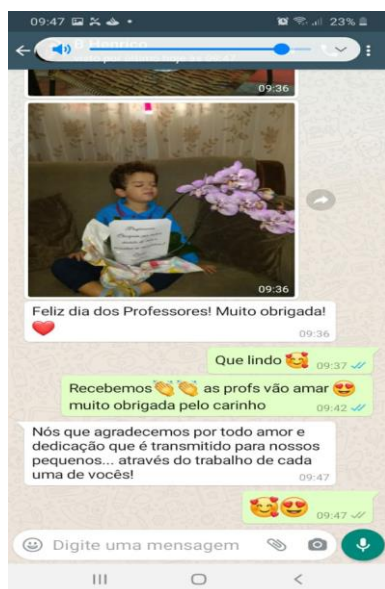 09:47
23%
09:36
09:36
Feliz dia dos Professores! Muito obrigada!
09:36
Que lindo
09:37
Recebemos as profs vão amar
muito obrigada pelo carinho
09:42
Nós que agradecemos por todo amor e
dedicação que é transmitido para nossos
pequenos... através do trabalho de cada
uma de vocês!
09:47
09:47
Digite uma mensagem